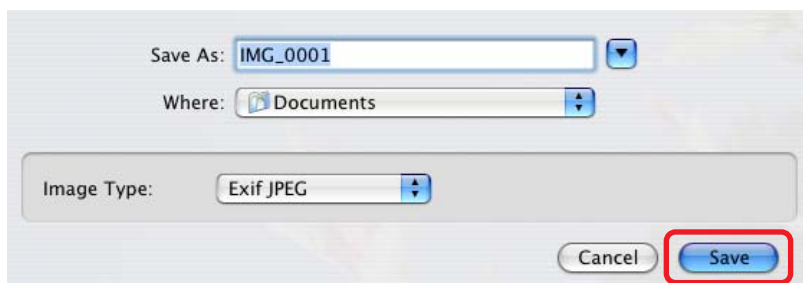 Save As: IMG_0001
Where: Documents
Image Type: Exif JPEG
Cancel Save